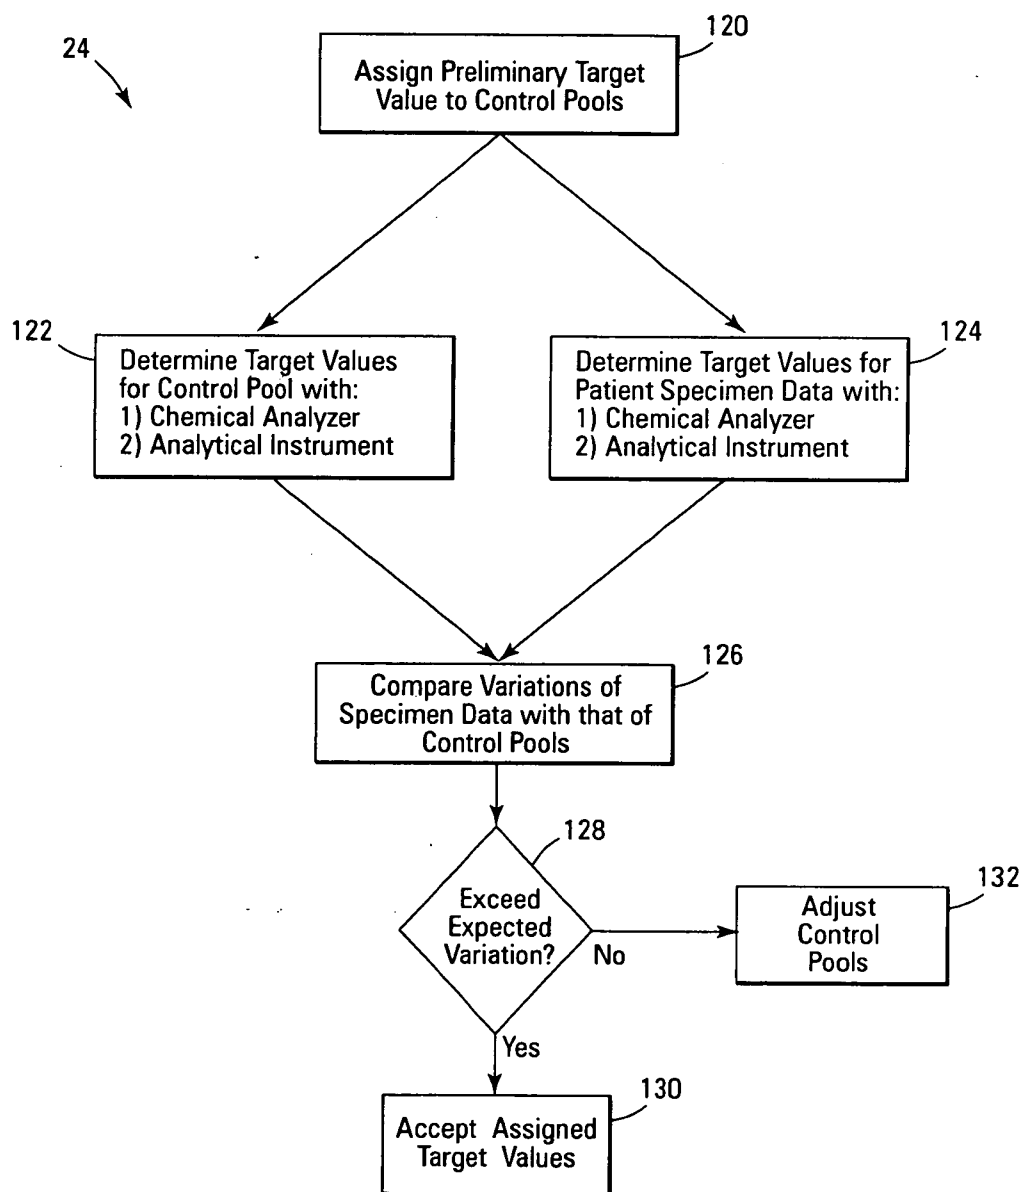 24
120
Assign Preliminary Target
Value to Control Pools
122
Determine Target Values
for Control Pool with:
1) Chemical Analyzer
2) Analytical Instrument
124
Determine Target Values for
Patient Specimen Data with:
1) Chemical Analyzer
2) Analytical Instrument
126
Compare Variations of
Specimen Data with that of
Control Pools
128
Exceed
Expected
Variation?
No
132
Adjust
Control
Pools
Yes
130
Accept Assigned
Target Values